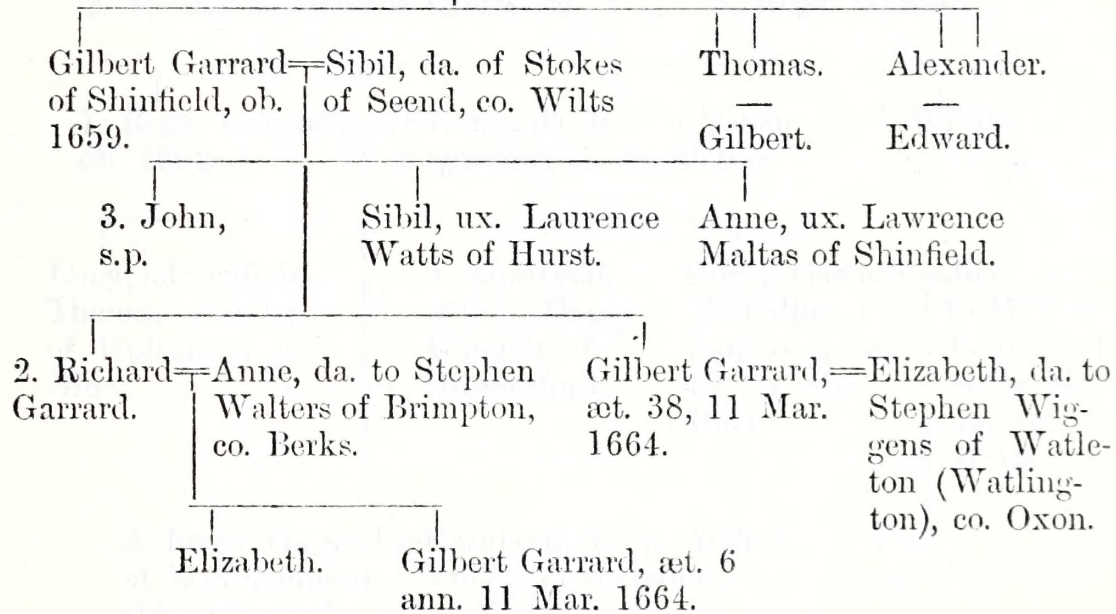 Gilbert Garrard=Sibil, da. of Stokes
of Shinfield, ob. of Seend, co. Wilts
1659.
Thomas.
—
Gilbert.
Alexander.
—
Edward.
3. John,
s.p.
Sibil, ux. Laurence
Watts of Hurst.
Anne, ux. Lawrence
Maltas of Shinfield.
2. Richard=Anne, da. to Stephen
Garrard. Walters of Brimpton,
co. Berks.
Gilbert Garrard,=Elizabeth, da. to
æt. 38, 11 Mar. Stephen Wig-
1664. gens of Watle-
ton (Watling-
ton), co. Oxon.
Elizabeth.
Gilbert Garrard, æt. 6
ann. 11 Mar. 1664.